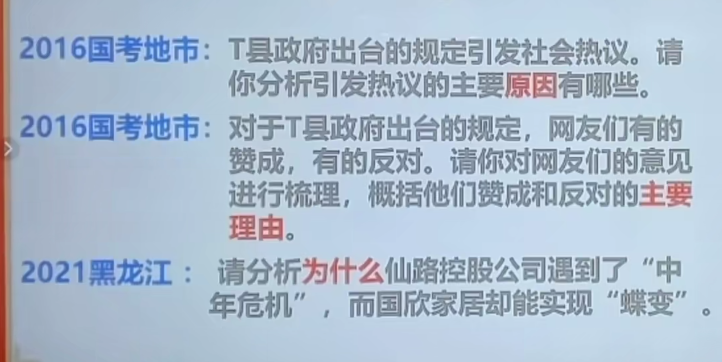 2016国考地市：T县政府出台的规定引发社会热议。请
你分析引发热议的主要原因有哪些。
2016国考地市：对于T县政府出台的规定，网友们有的
赞成，有的反对。请你对网友们的意见
进行梳理，概括他们赞成和反对的主要
理由。
2021黑龙江：请分析为什么仙路控股公司遇到了“中
年危机”，而国欣家居却能实现“蝶变”。